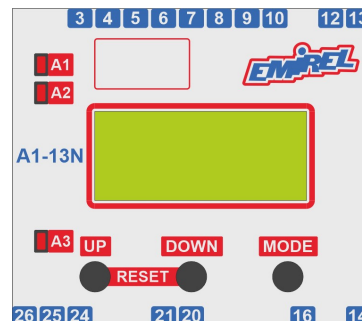 3 4 5 6 7 8 9 10 12 13
A1
EMIREL
A2
A1-13N
A3 UP DOWN MODE
RESET
26 25 24 21 20 16 14